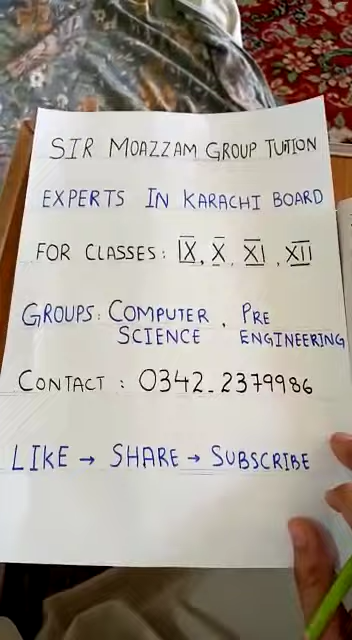 SIR MOAZZAM GROUP TUTION
EXPERTS IN KARACHI BOARD
FOR CLASSES: IX, X, XI, XII
GROUPS: COMPUTER SCIENCE, PRE ENGINEERING
CONTACT : 0342-2379986
LIKE → SHARE → SUBSCRIBE